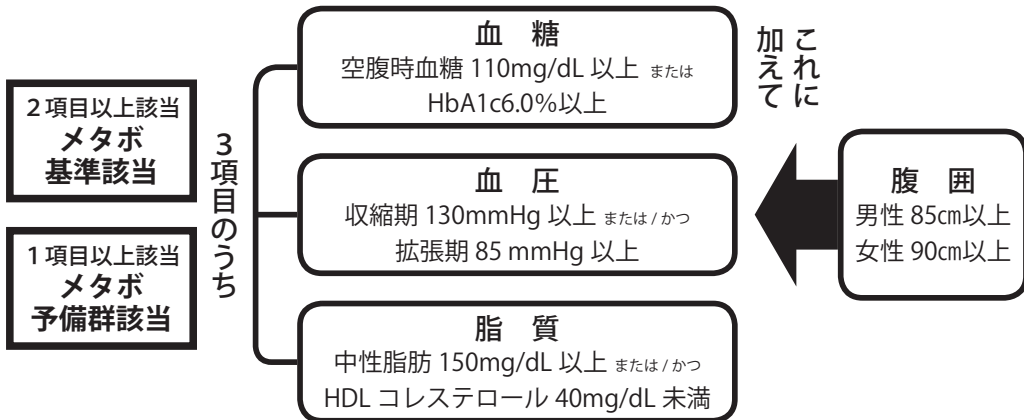 腹　囲
男性 85㎝以上
女性 90㎝以上
これに
加えて
血　糖
空腹時血糖 110mg/dL 以上 または
HbA1c6.0%以上
血　圧
収縮期 130mmHg 以上 または / かつ
拡張期 85 mmHg 以上
脂　質
中性脂肪 150mg/dL 以上 または / かつ
HDL コレステロール 40mg/dL 未満
3項目のうち
2項目以上該当
メタボ
基準該当
1項目以上該当
メタボ
予備群該当